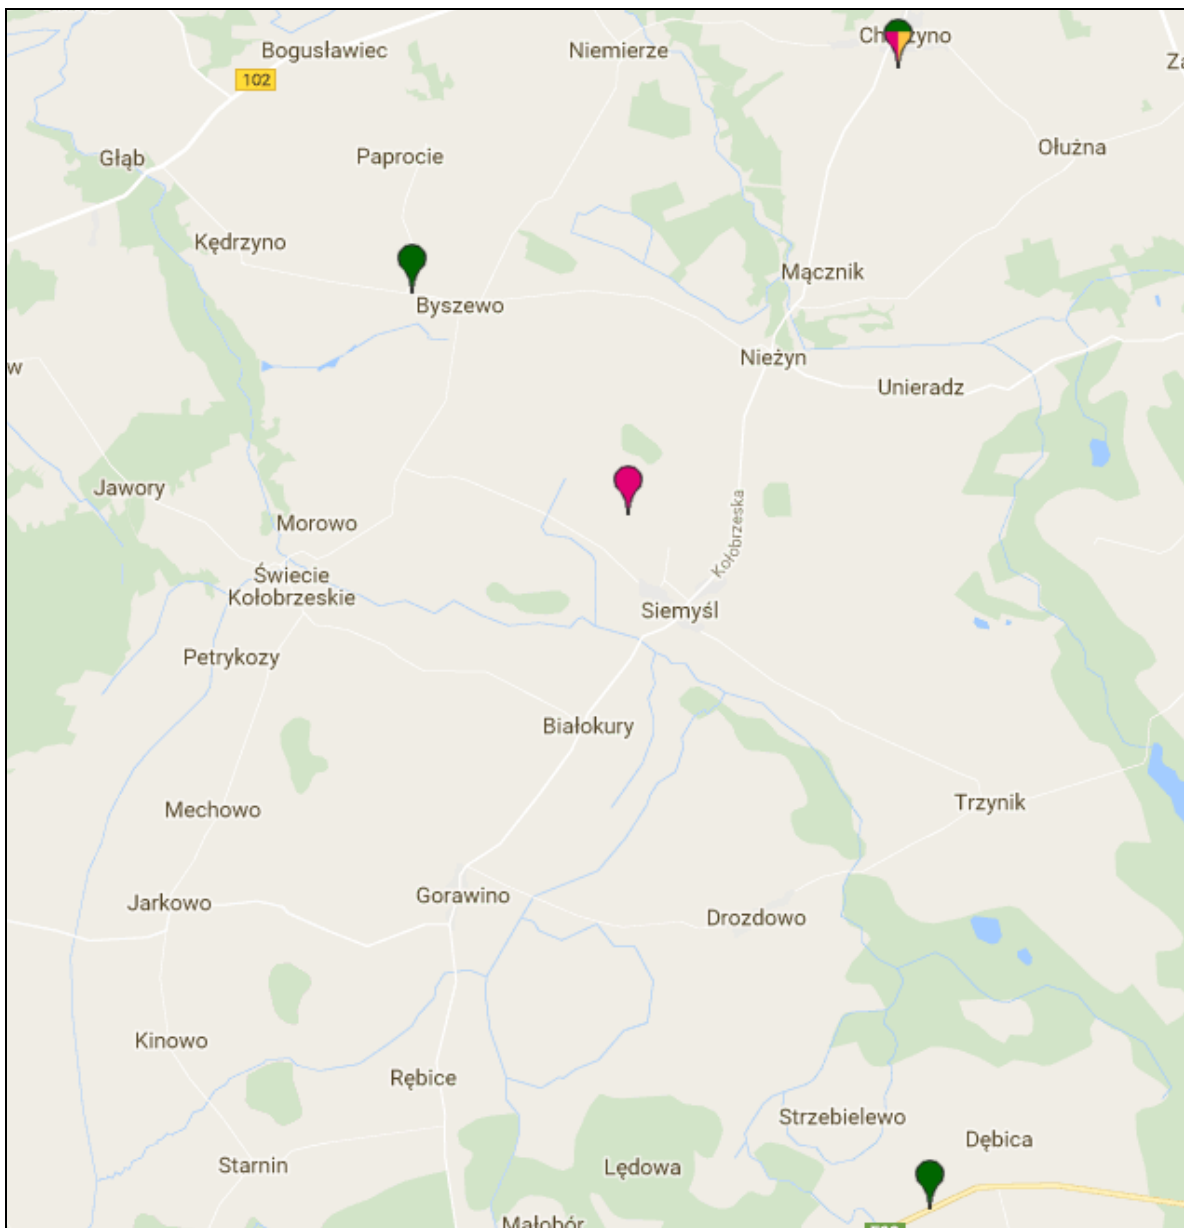 Bogusławiec
Niemierze
102
Ołużna
Głąb
Paprocie
Kędrzyno
Mącznik
Byszewo
Nieżyn
w
Unieradz
Jawory
Morowo
Kołobrzeska
Świecie
Kołobrzeskie
Siemyśl
Petrykozy
Białokury
Mechowo
Trzynik
Gorawino
Jarkowo
Drozdowo
Kinowo
Rębice
Strzebielewo
Dębica
Starnin
Lędowa
Małobór